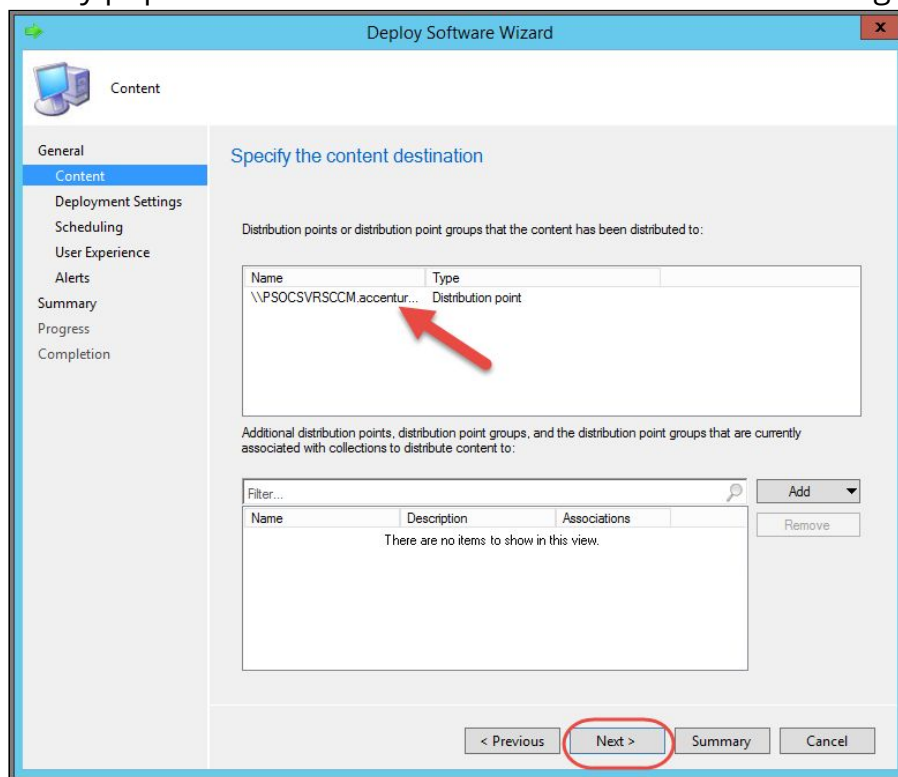 Deploy Software Wizard
x
Content
General
Content
Deployment Settings
Scheduling
User Experience
Alerts
Summary
Progress
Completion
Specify the content destination
Distribution points or distribution point groups that the content has been distributed to:
Name Type
\\PSOCSVRSCCM.accentur... Distribution point
Additional distribution points, distribution point groups, and the distribution point groups that are currently
associated with collections to distribute content to:
Filter...
Add
Remove
Name Description Associations
There are no items to show in this view.
< Previous Next > Summary Cancel